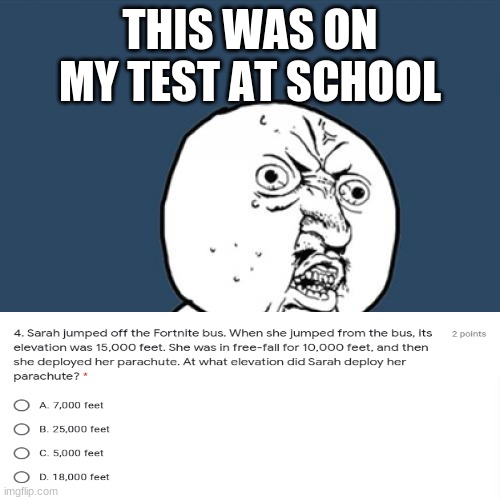 THIS WAS ON
MY TEST AT SCHOOL
4. Sarah jumped off the Fortnite bus. When she jumped from the bus, its
2 points
elevation was 15,000 feet. She was in free-fall for 10,000 feet, and then
she deployed her parachute. At what elevation did Sarah deploy her
parachute? *
A. 7,000 feet
B. 25,000 feet
C. 5,000 feet
D. 18,000 feet
imgflip.com